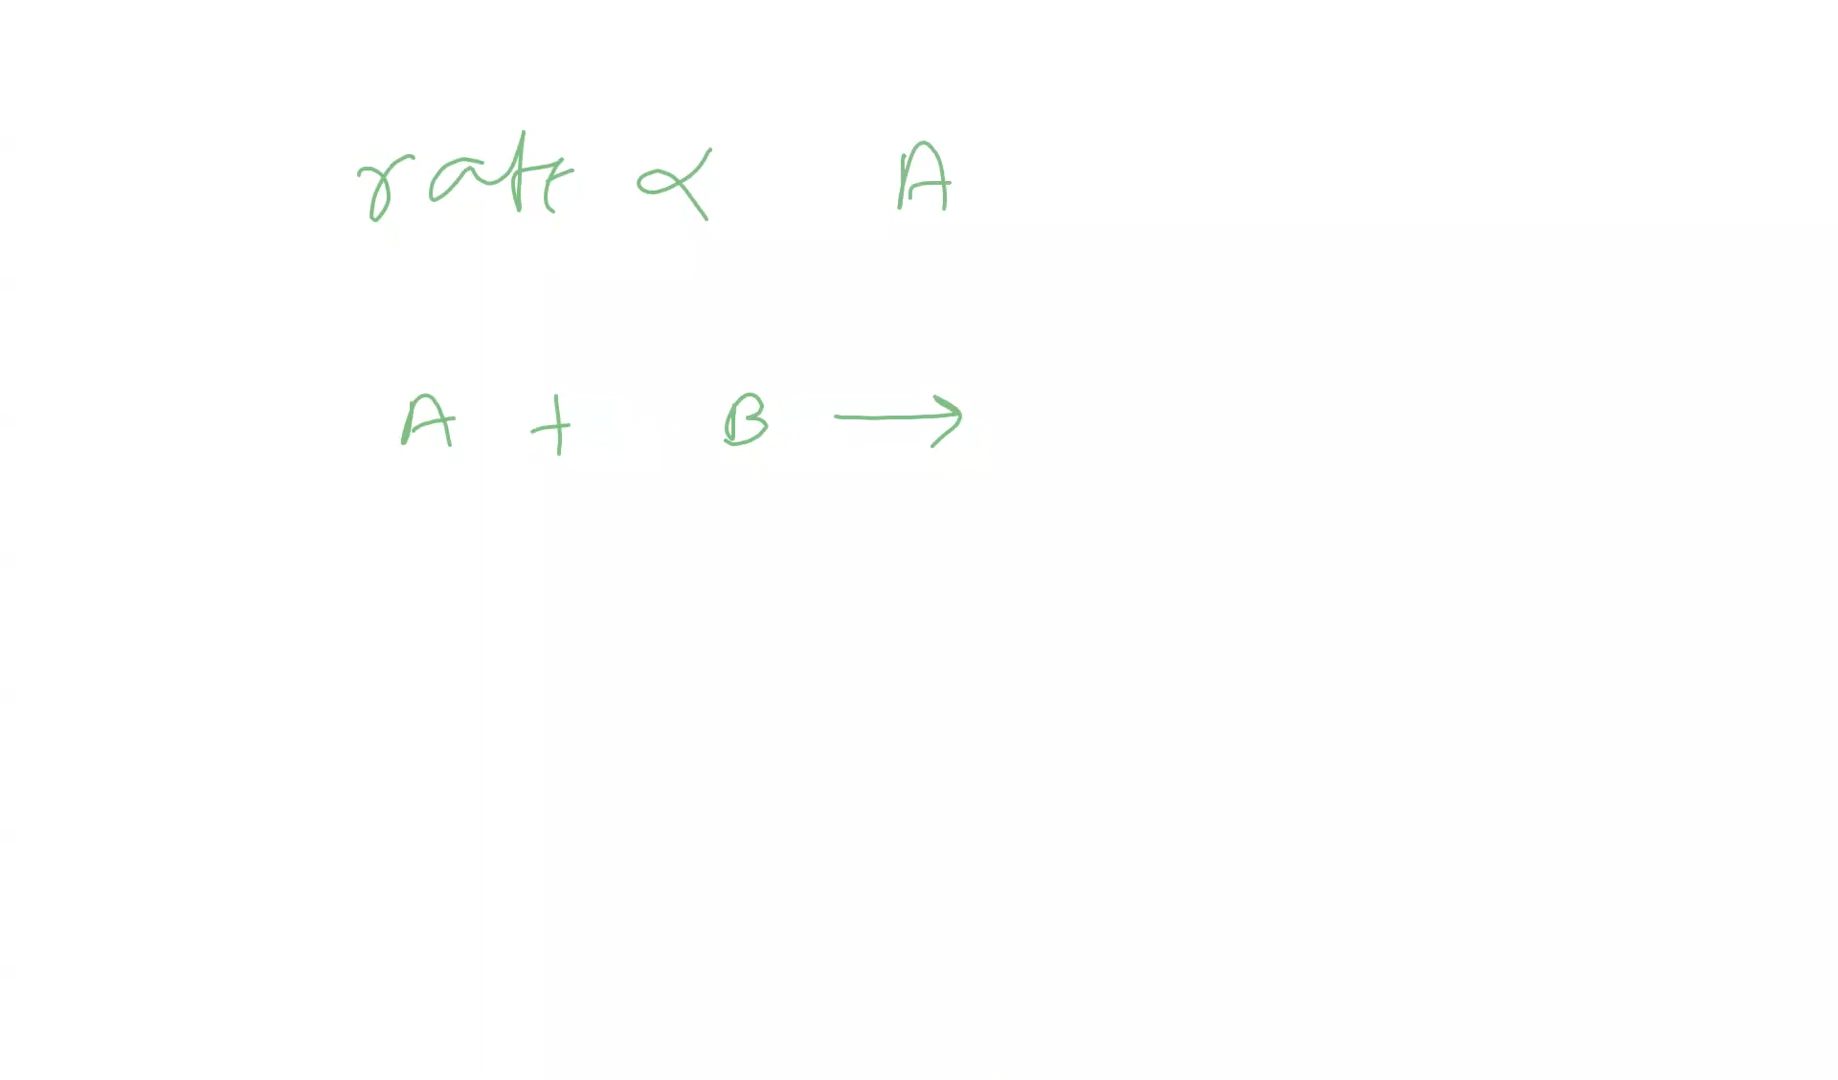 rate ∝ A
A + B →